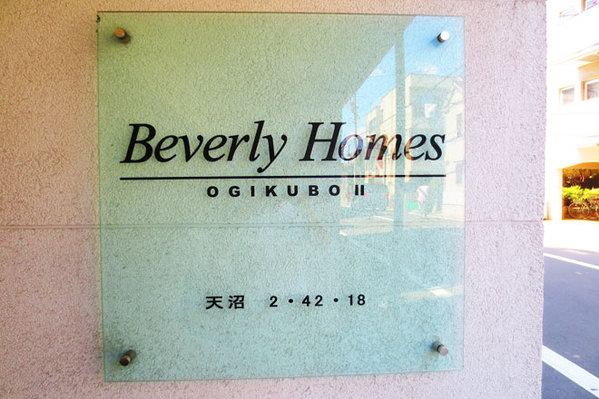 Beverly Homes
OGIKUBO II
天沼 2・42・18